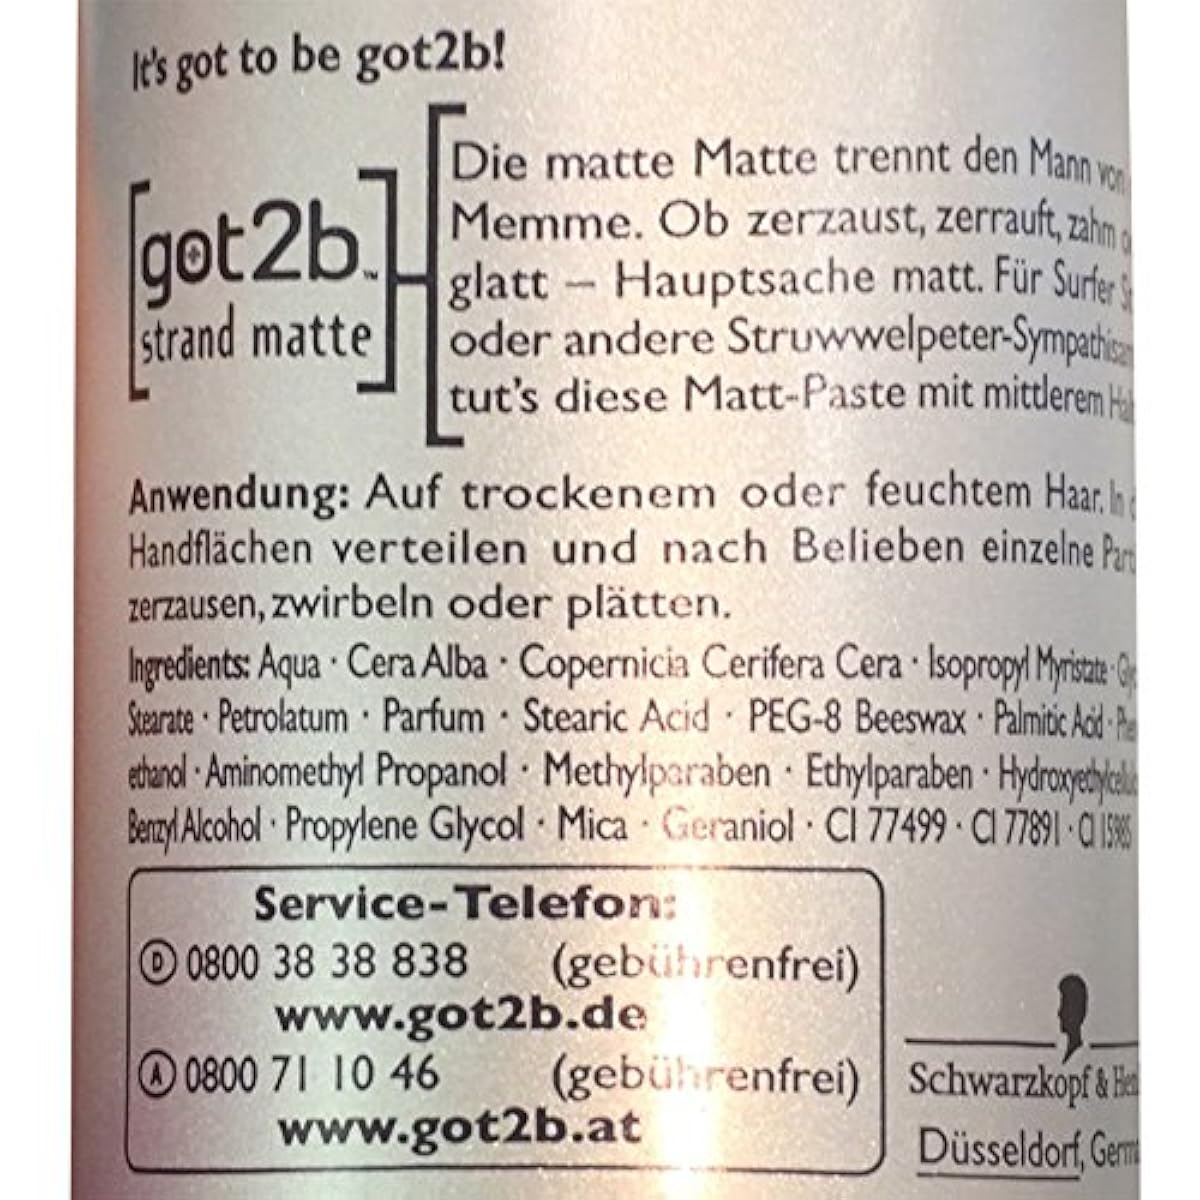 It's got to be got2b!
got2b™
strand matte
Die matte Matte trennt den Mann von
Memme. Ob zerzaust, zerrauft, zahm
glatt – Hauptsache matt. Für Surfer
oder andere Struwwelpeter-
tut's diese Matt-Paste mit mittlerem
Anwendung: Auf trockenem oder feuchtem Haar. In
Handflächen verteilen und nach Belieben einzelne
zerzausen, zwirbeln oder plätten.
Ingredients: Aqua · Cera Alba · Copernicia Cerifera Cera · Isopropyl Myristate ·
Stearate · Petrolatum · Parfum · Stearic Acid · PEG-8 Beeswax · Palmitic Acid ·
ethanol · Aminomethyl Propanol · Methylparaben · Ethylparaben ·
Benzyl Alcohol · Propylene Glycol · Mica · Geraniol · CI 77499 · CI 77891 · CI 15985
Service-Telefon:
D 0800 38 38 838 (gebührenfrei)
www.got2b.de
A 0800 71 10 46 (gebührenfrei)
www.got2b.at
Schwarzkopf &
Düsseldorf,